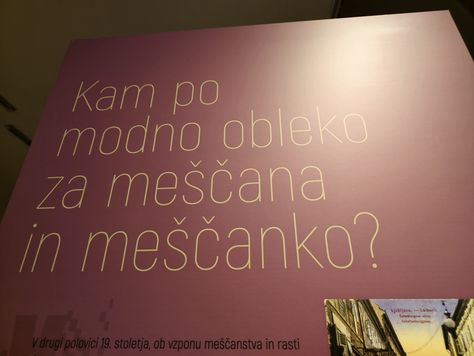 Kam po
modno obleko
za meščana
in meščanko?
V drugi polovici 19. stoletja, ob vzponu meščanstva in rasti